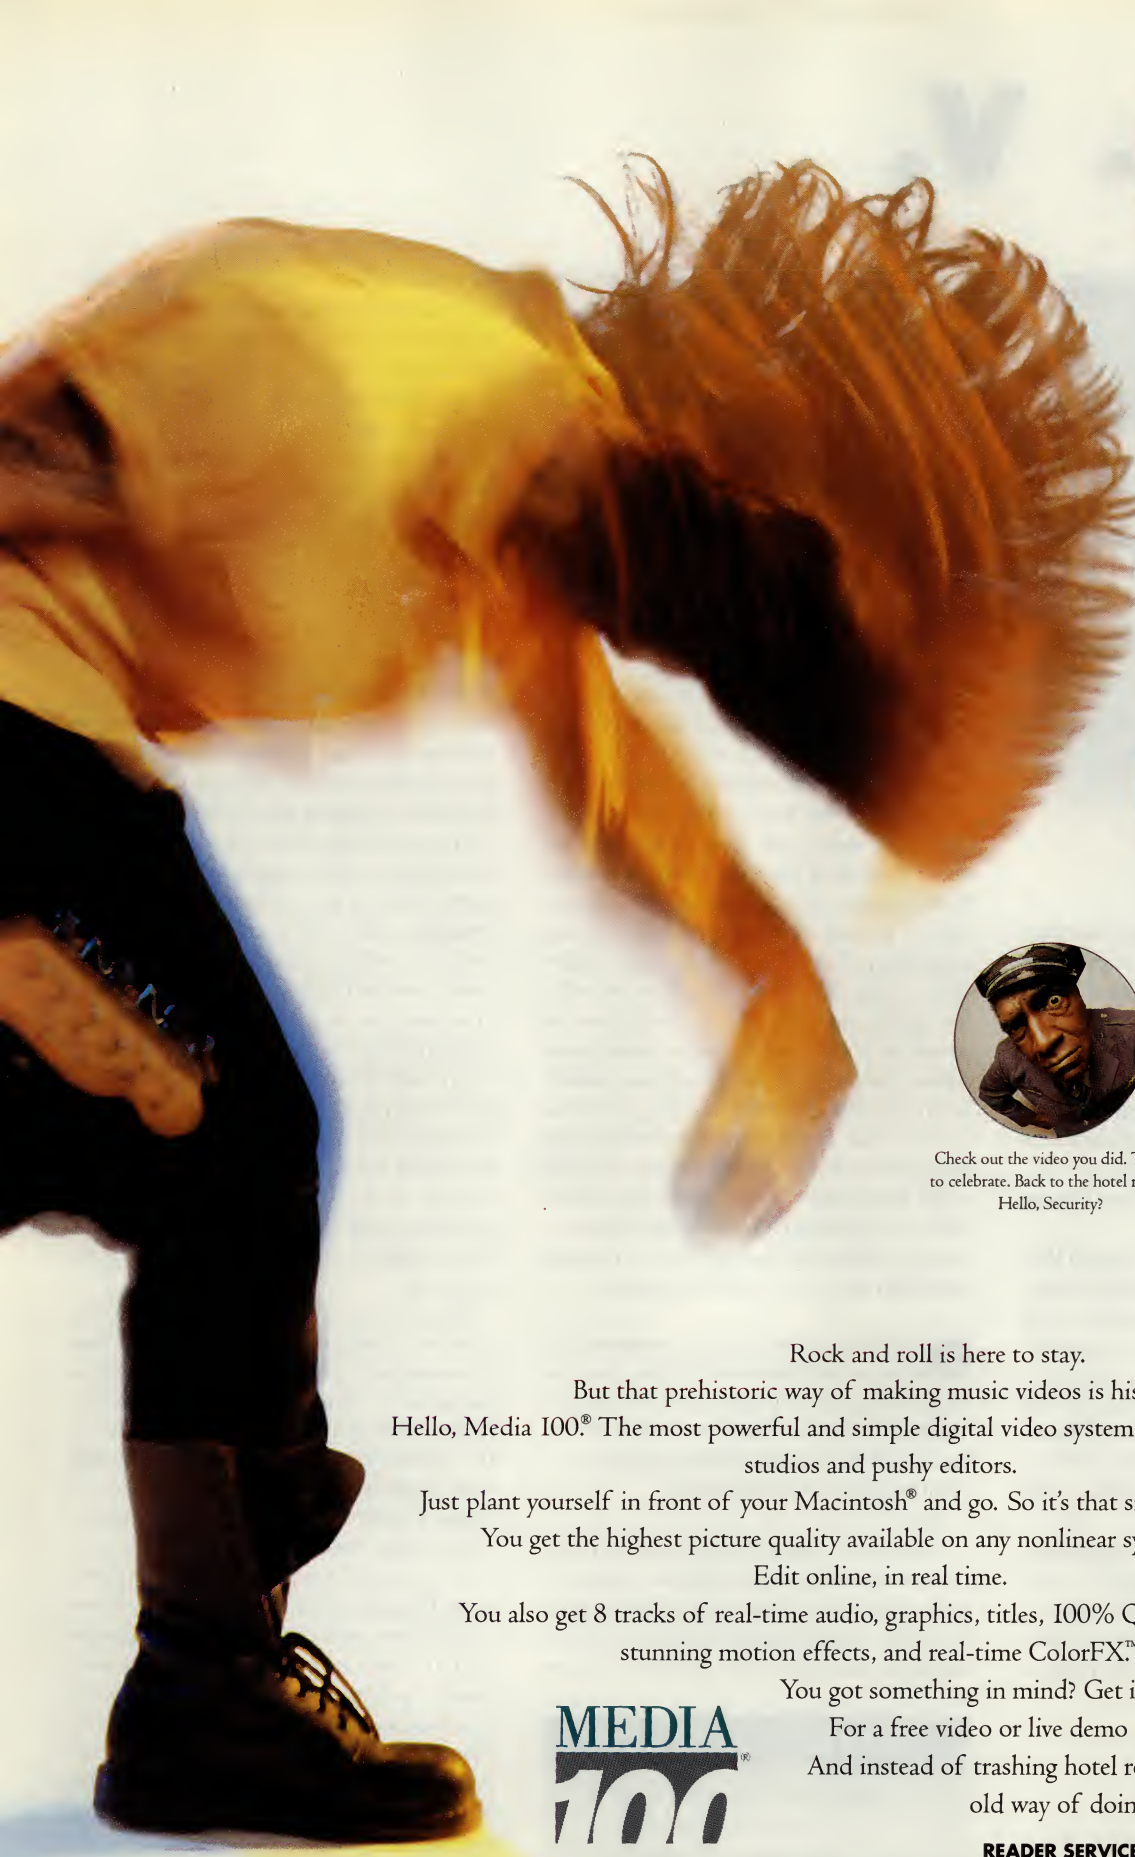 Check out the video you did.
to celebrate. Back to the hotel
Hello, Security?
Rock and roll is here to stay.
But that prehistoric way of making music videos is his
Hello, Media 100.® The most powerful and simple digital video system
studios and pushy editors.
Just plant yourself in front of your Macintosh® and go. So it's that s
You get the highest picture quality available on any nonlinear sy
Edit online, in real time.
You also get 8 tracks of real-time audio, graphics, titles, 100% Q
stunning motion effects, and real-time ColorFX.™
You got something in mind? Get i
For a free video or live demo
And instead of trashing hotel r
old way of doin
MEDIA
100®
READER SERVICE